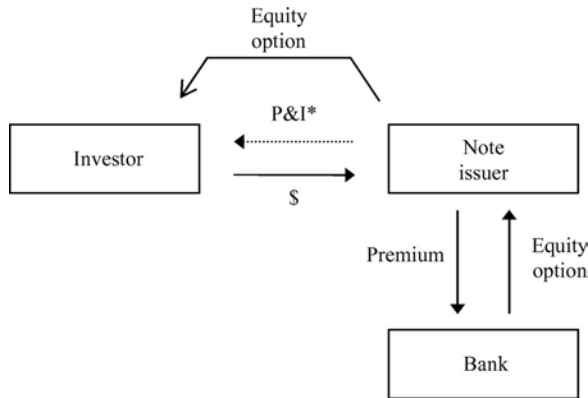 Equity
option
P&I*
Investor
Note
issuer
$
Premium
Equity
option
Bank